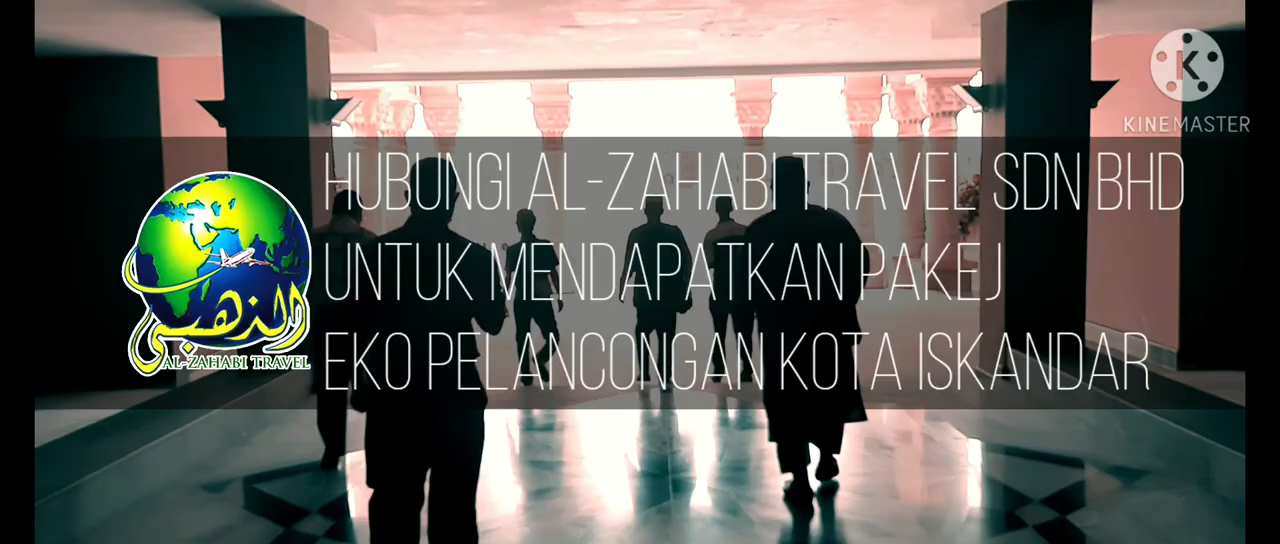 KINEMASTER
HUBUNGI AL-ZAHABI TRAVEL SDN BHD
UNTUK MENDAPATKAN PAKEJ
EKO PELANCONGAN KOTA ISKANDAR
الذهبي
AL-ZAHABI TRAVEL